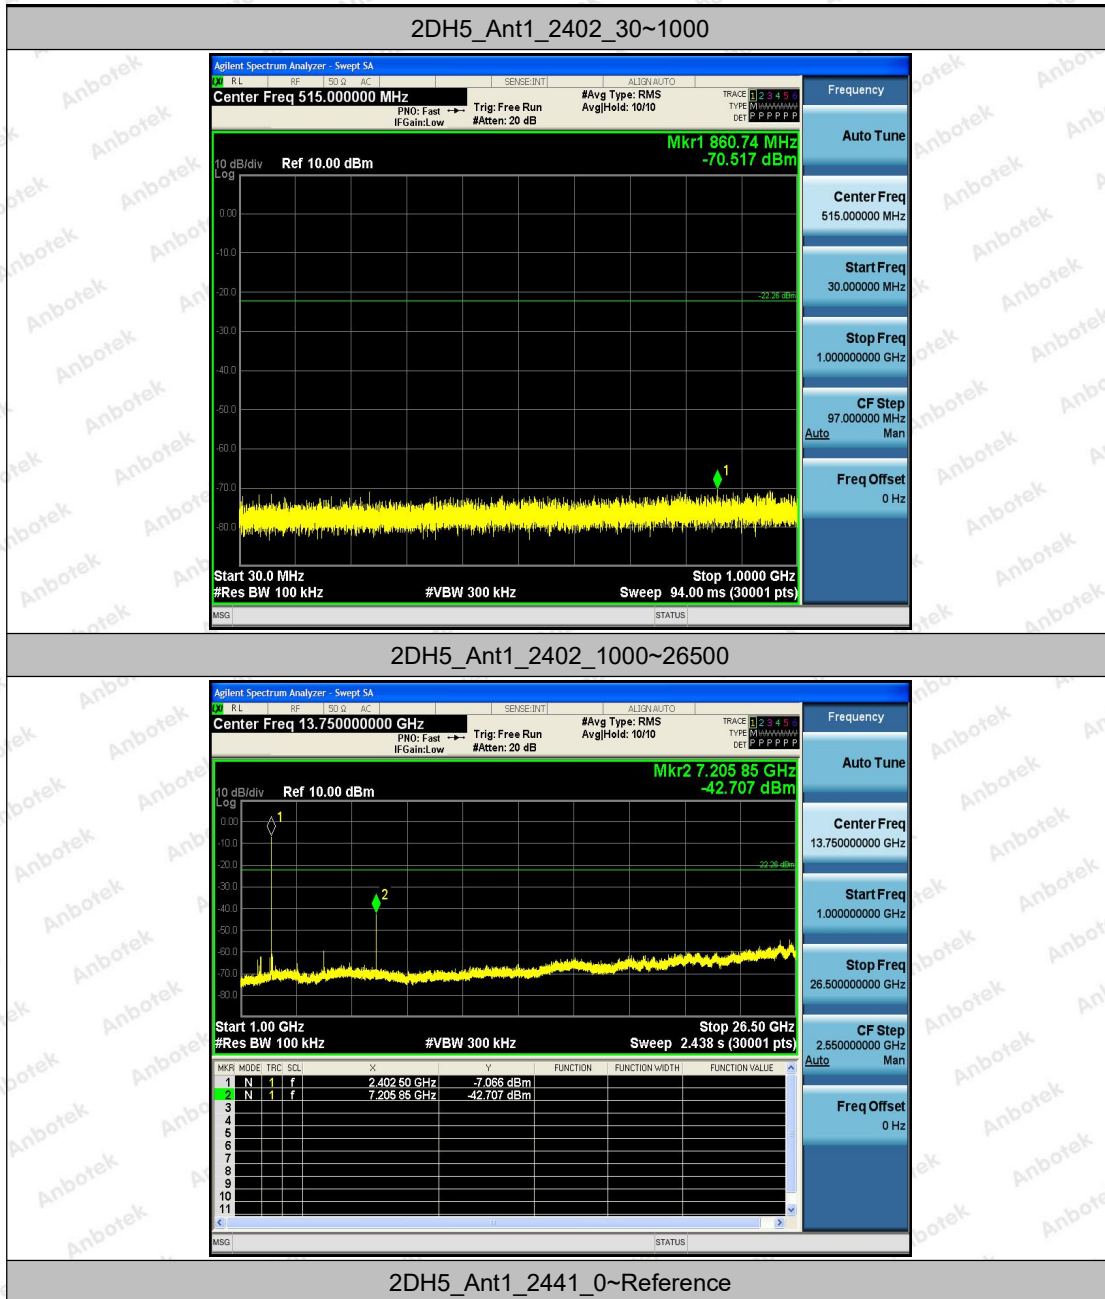 2DH5_Ant1_2402_30~1000
Agilent Spectrum Analyzer - Swept SA
RL RF 50 Ω AC SENSE:INT ALIGNAUTO
Center Freq 515.000000 MHz
PNO: Fast
IFGain:Low
Trig: Free Run
#Atten: 20 dB
#Avg Type: RMS
Avg|Hold: 10/10
TRACE 1 2 3 4 5 6
TYPE M
DET P P P P P P
Mkr1 860.74 MHz
-70.517 dBm
10 dB/div Ref 10.00 dBm
Log
0.00
-10.0
-20.0
-22.26 dBm
-30.0
-40.0
-50.0
-60.0
1
-70.0
-80.0
Start 30.0 MHz Stop 1.0000 GHz
#Res BW 100 kHz #VBW 300 kHz Sweep 94.00 ms (30001 pts)
MSG STATUS
Frequency
Auto Tune
Center Freq
515.000000 MHz
Start Freq
30.000000 MHz
Stop Freq
1.000000000 GHz
CF Step
97.000000 MHz
Auto Man
Freq Offset
0 Hz
2DH5_Ant1_2402_1000~26500
Agilent Spectrum Analyzer - Swept SA
RL RF 50 Ω AC SENSE:INT ALIGNAUTO
Center Freq 13.750000000 GHz
PNO: Fast
IFGain:Low
Trig: Free Run
#Atten: 20 dB
#Avg Type: RMS
Avg|Hold: 10/10
TRACE 1 2 3 4 5 6
TYPE M
DET P P P P P P
Mkr2 7.205 85 GHz
-42.707 dBm
10 dB/div Ref 10.00 dBm
Log
0.00
1
-10.0
-20.0
-22.26 dBm
-30.0
2
-40.0
-50.0
-60.0
-70.0
-80.0
Start 1.00 GHz Stop 26.50 GHz
#Res BW 100 kHz #VBW 300 kHz Sweep 2.438 s (30001 pts)
MKR MODE TRC SCL X Y FUNCTION FUNCTION WIDTH FUNCTION VALUE
1 N 1 f 2.402 50 GHz -7.066 dBm
2 N 1 f 7.205 85 GHz -42.707 dBm
3
4
5
6
7
8
9
10
11
MSG STATUS
Frequency
Auto Tune
Center Freq
13.750000000 GHz
Start Freq
1.000000000 GHz
Stop Freq
26.500000000 GHz
CF Step
2.550000000 GHz
Auto Man
Freq Offset
0 Hz
2DH5_Ant1_2441_0~Reference
Anbotek